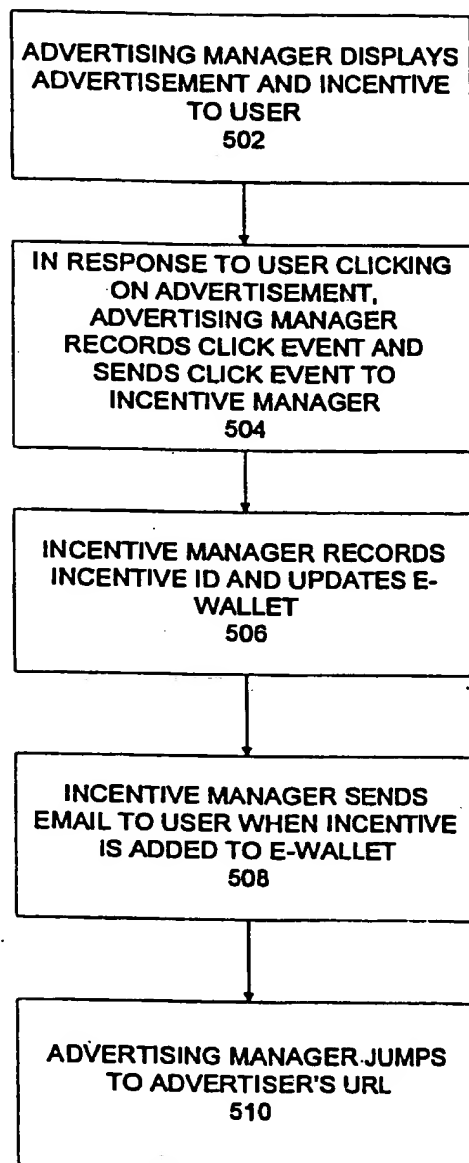 ADVERTISING MANAGER DISPLAYS
ADVERTISEMENT AND INCENTIVE
TO USER
502
IN RESPONSE TO USER CLICKING
ON ADVERTISEMENT,
ADVERTISING MANAGER
RECORDS CLICK EVENT AND
SENDS CLICK EVENT TO
INCENTIVE MANAGER
504
INCENTIVE MANAGER RECORDS
INCENTIVE ID AND UPDATES E-
WALLET
506
INCENTIVE MANAGER SENDS
EMAIL TO USER WHEN INCENTIVE
IS ADDED TO E-WALLET
508
ADVERTISING MANAGER JUMPS
TO ADVERTISER'S URL
510